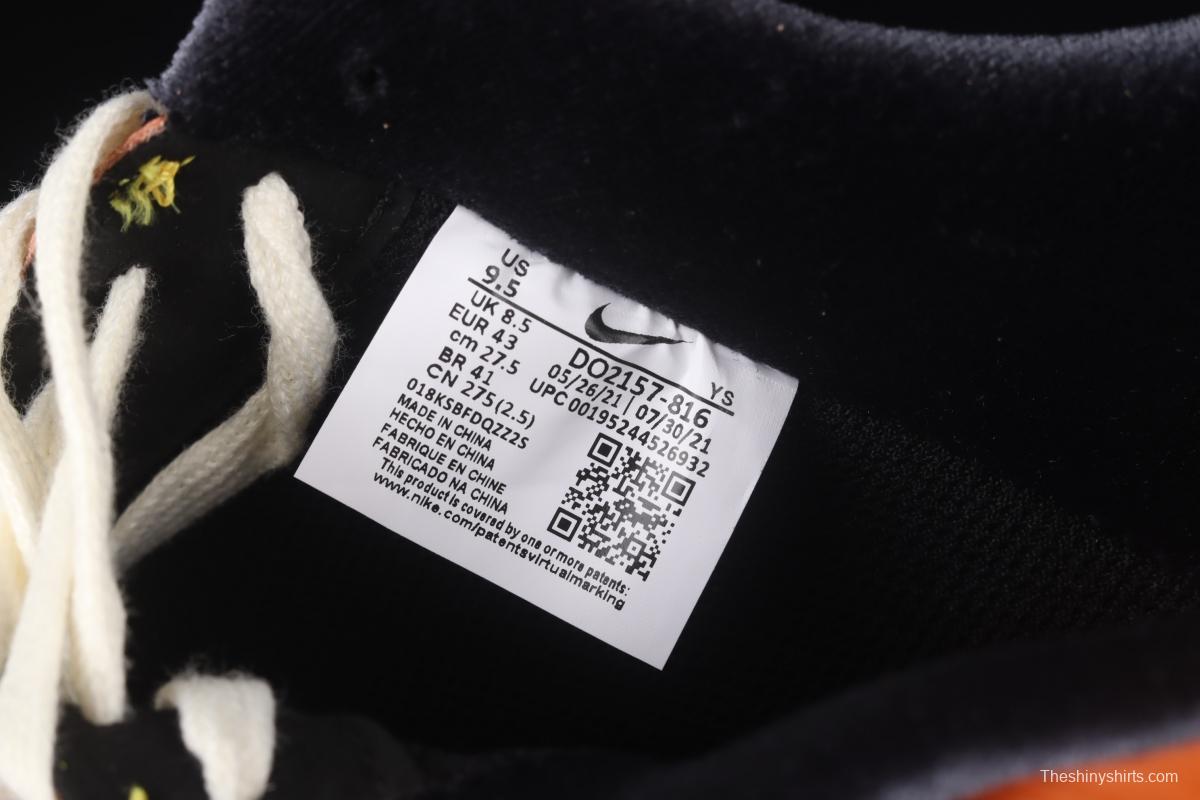 US
9.5
UK 8.5
EUR 43
cm 27.5
BR 41
CN 275(2.5)
YS
DO2157-816
05/26/21 | 07/30/21
UPC 00195244526932
018KSBFDQZZ2S
MADE IN CHINA
HECHO EN CHINA
FABRIQUE EN CHINE
FABRICADO NA CHINA
This product is covered by one or more patents:
www.nike.com/patentsvirtualmarking
Theshinyshirts.com